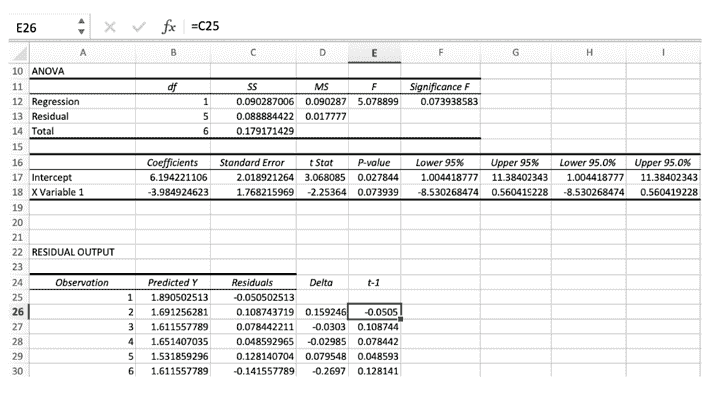 E26 fx =C25
A B C D E F G H I
10 ANOVA
11 df SS MS F Significance F
12 Regression 1 0.090287006 0.090287 5.078899 0.073938583
13 Residual 5 0.088884422 0.017777
14 Total 6 0.179171429
15
16 Coefficients Standard Error t Stat P-value Lower 95% Upper 95% Lower 95.0% Upper 95.0%
17 Intercept 6.194221106 2.018921264 3.068085 0.027844 1.004418777 11.38402343 1.004418777 11.38402343
18 X Variable 1 -3.984924623 1.768215969 -2.25364 0.073939 -8.530268474 0.560419228 -8.530268474 0.560419228
19
20
21
22 RESIDUAL OUTPUT
23
24 Observation Predicted Y Residuals Delta t-1
25 1 1.890502513 -0.050502513
26 2 1.691256281 0.108743719 0.159246 -0.0505
27 3 1.611557789 0.078442211 -0.0303 0.108744
28 4 1.651407035 0.048592965 -0.02985 0.078442
29 5 1.531859296 0.128140704 0.079548 0.048593
30 6 1.611557789 -0.141557789 -0.2697 0.128141